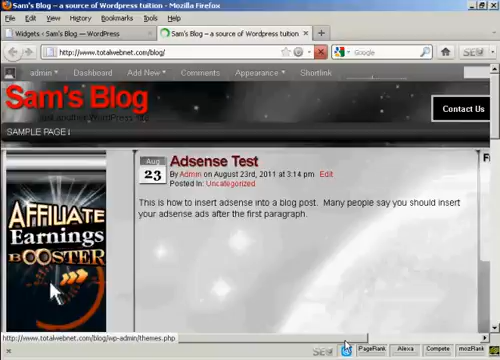 Sam's Blog – a source of Wordpress tuition - Mozilla Firefox
File Edit View History Bookmarks Tools Help
Widgets ‹ Sam's Blog — WordPress
Sam's Blog – a source of Wordpress tuition
http://www.totalwebnet.com/blog/
Google
admin Dashboard Add New Comments Appearance Shortlink
Sam's Blog
Just another WordPress site
Contact Us
SAMPLE PAGE↓
Aug
23
Adsense Test
By Admin on August 23rd, 2011 at 3:14 pm Edit
Posted In: Uncategorized
This is how to insert adsense into a blog post. Many people say you should insert
your adsense ads after the first paragraph.
AFFILIATE
Earnings
BOOSTER
http://www.totalwebnet.com/blog/wp-admin/themes.php
PageRank Alexa Compete mozRank